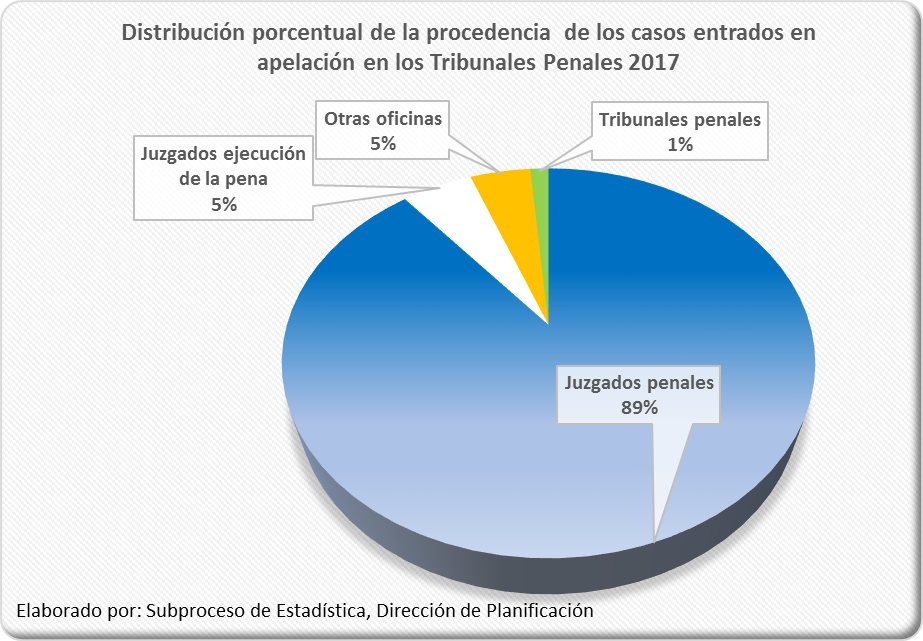 Distribución porcentual de la procedencia de los casos entrados en
apelación en los Tribunales Penales 2017
Otras oficinas
5%
Tribunales penales
1%
Juzgados ejecución
de la pena
5%
Juzgados penales
89%
Elaborado por: Subproceso de Estadística, Dirección de Planificación